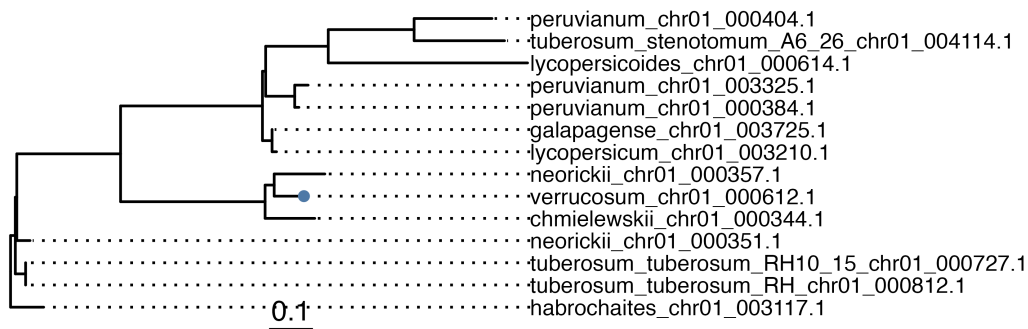 peruvianum_chr01_000404.1
tuberosum_stenotomum_A6_26_chr01_004114.1
lycopersicoides_chr01_000614.1
peruvianum_chr01_003325.1
peruvianum_chr01_000384.1
galapagense_chr01_003725.1
lycopersicum_chr01_003210.1
neorickii_chr01_000357.1
verrucosum_chr01_000612.1
chmielewskii_chr01_000344.1
neorickii_chr01_000351.1
tuberosum_tuberosum_RH10_15_chr01_000727.1
tuberosum_tuberosum_RH_chr01_000812.1
habrochaites_chr01_003117.1
0.1